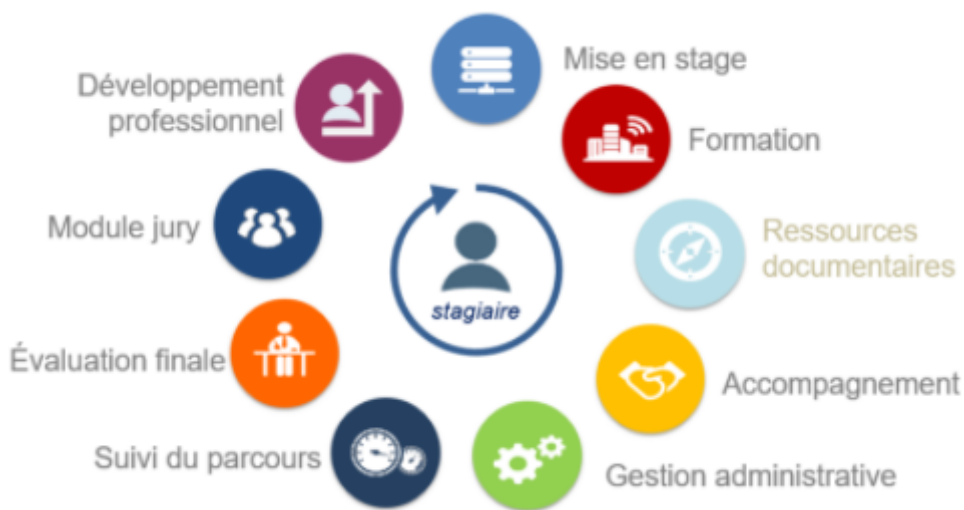 Mise en stage
Formation
Ressources
documentaires
Accompagnement
Gestion administrative
Suivi du parcours
Évaluation finale
Module jury
Développement
professionnel
stagiaire